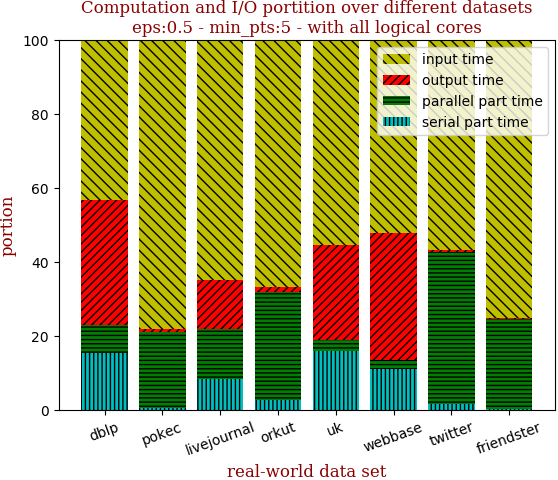 Computation and I/O portition over different datasets
eps:0.5 - min_pts:5 - with all logical cores
100
80
60
40
20
0
portion
input time
output time
parallel part time
serial part time
dblp
pokec
livejournal
orkut
uk
webbase
twitter
friendster
real-world data set